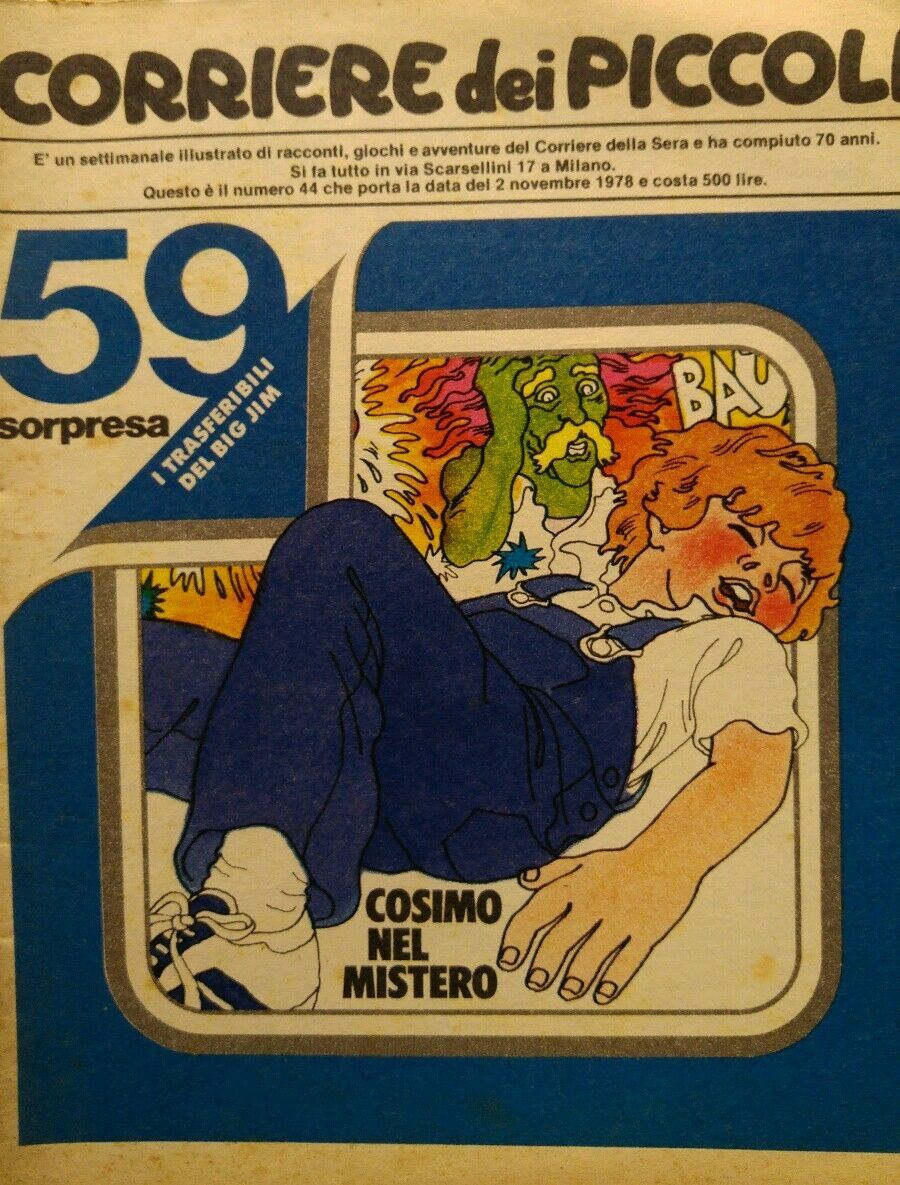 CORRIERE dei PICCOLI
E' un settimanale illustrato di racconti, giochi e avventure del Corriere della Sera e ha compiuto 70 anni.
Si fa tutto in via Scarsellini 17 a Milano.
Questo è il numero 44 che porta la data del 2 novembre 1978 e costa 500 lire.
59
sorpresa
I TRASFERIBILI
DEL BIG JIM
BAU
COSIMO
NEL
MISTERO